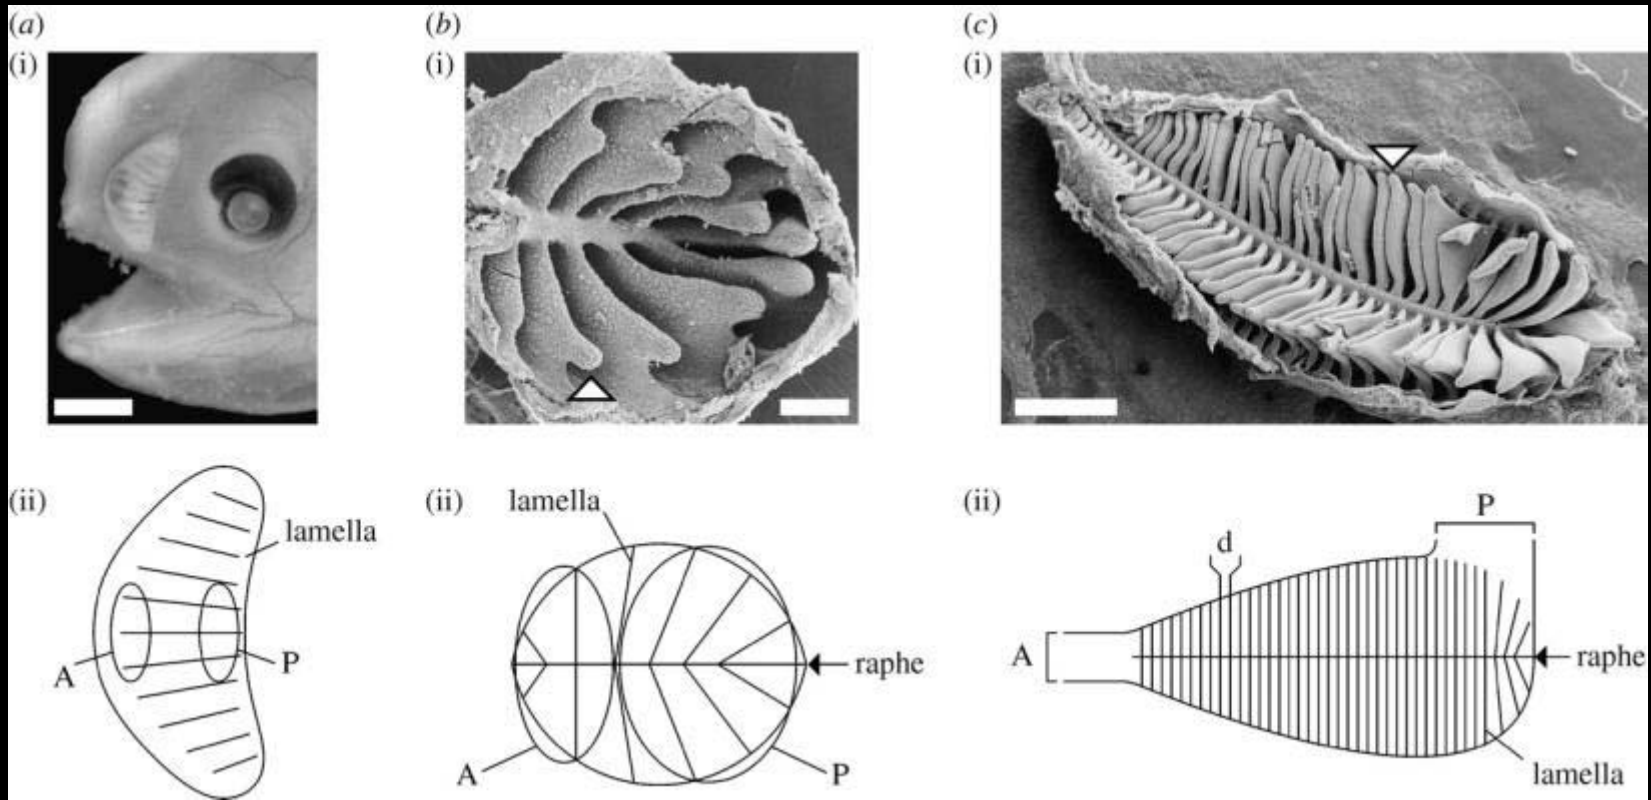 (a)
(b)
(c)
(i)
(i)
(i)
(ii)
lamella
A
P
(ii)
lamella
raphe
A
P
(ii)
P
d
A
raphe
lamella